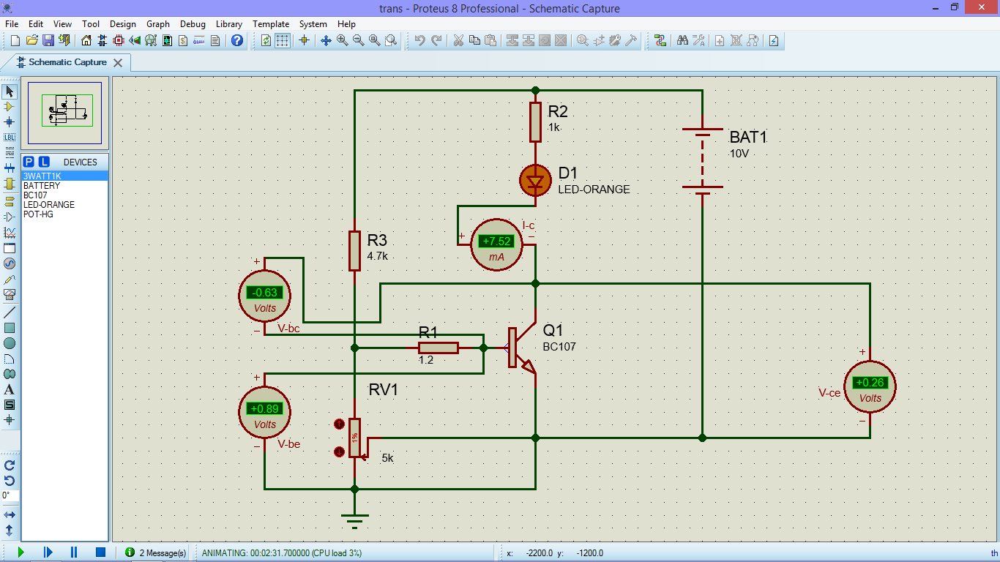 trans - Proteus 8 Professional - Schematic Capture
File Edit View Tool Design Graph Debug Library Template System Help
Schematic Capture
LBL
P L DEVICES
3WATT1K
BATTERY
BC107
LED-ORANGE
POT-HG
A
S
0°
R2
1k
BAT1
10V
D1
LED-ORANGE
I-c
+ −
+7.52
mA
R3
4.7k
+
-0.63
Volts
−
V-bc
R1
1.2
Q1
BC107
+
+0.89
Volts
−
V-be
RV1
1%
5k
+
+0.26
V-ce
Volts
−
2 Message(s) ANIMATING: 00:02:31.700000 (CPU load 3%) x: -2200.0 y: -1200.0 th